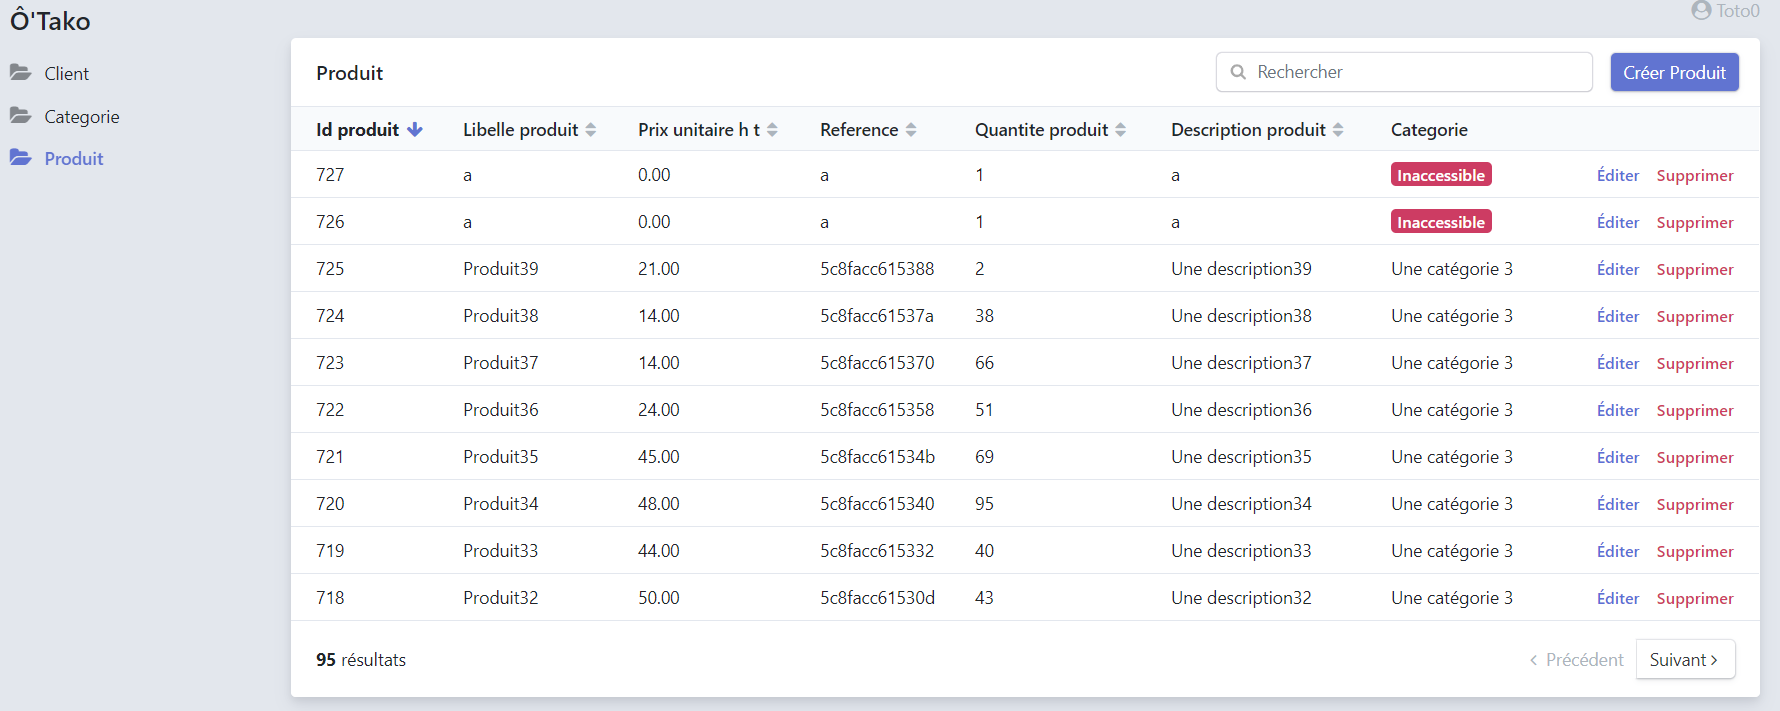 Ô'Tako
Toto0
Client
Categorie
Produit
Produit Rechercher Créer Produit
Id produit Libelle produit Prix unitaire h t Reference Quantite produit Description produit Categorie
727 a 0.00 a 1 a Inaccessible Éditer Supprimer
726 a 0.00 a 1 a Inaccessible Éditer Supprimer
725 Produit39 21.00 5c8facc615388 2 Une description39 Une catégorie 3 Éditer Supprimer
724 Produit38 14.00 5c8facc61537a 38 Une description38 Une catégorie 3 Éditer Supprimer
723 Produit37 14.00 5c8facc615370 66 Une description37 Une catégorie 3 Éditer Supprimer
722 Produit36 24.00 5c8facc615358 51 Une description36 Une catégorie 3 Éditer Supprimer
721 Produit35 45.00 5c8facc61534b 69 Une description35 Une catégorie 3 Éditer Supprimer
720 Produit34 48.00 5c8facc615340 95 Une description34 Une catégorie 3 Éditer Supprimer
719 Produit33 44.00 5c8facc615332 40 Une description33 Une catégorie 3 Éditer Supprimer
718 Produit32 50.00 5c8facc61530d 43 Une description32 Une catégorie 3 Éditer Supprimer
95 résultats Précédent Suivant